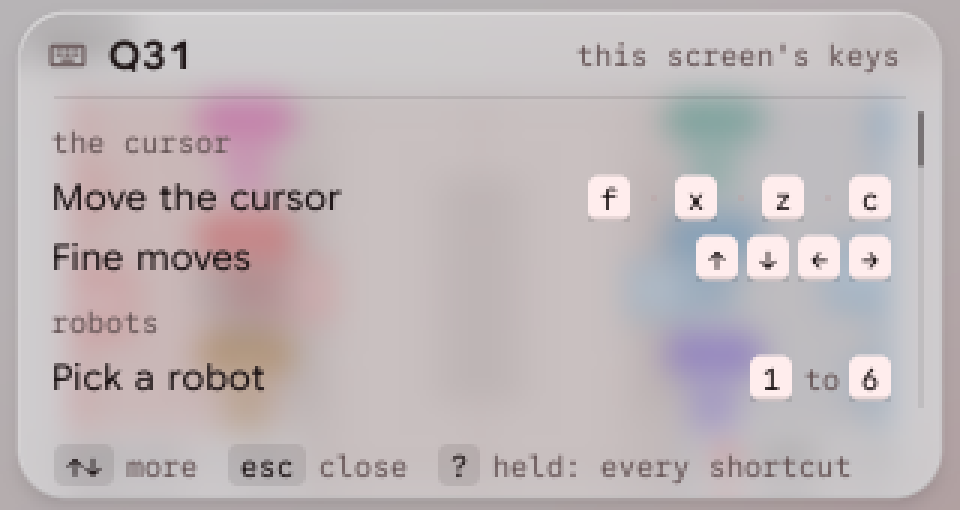 Q31 this screen's keys
the cursor
Move the cursor f · x · z · c
Fine moves ↑ ↓ ← →
robots
Pick a robot 1 to 6
↑↓ more esc close ? held: every shortcut